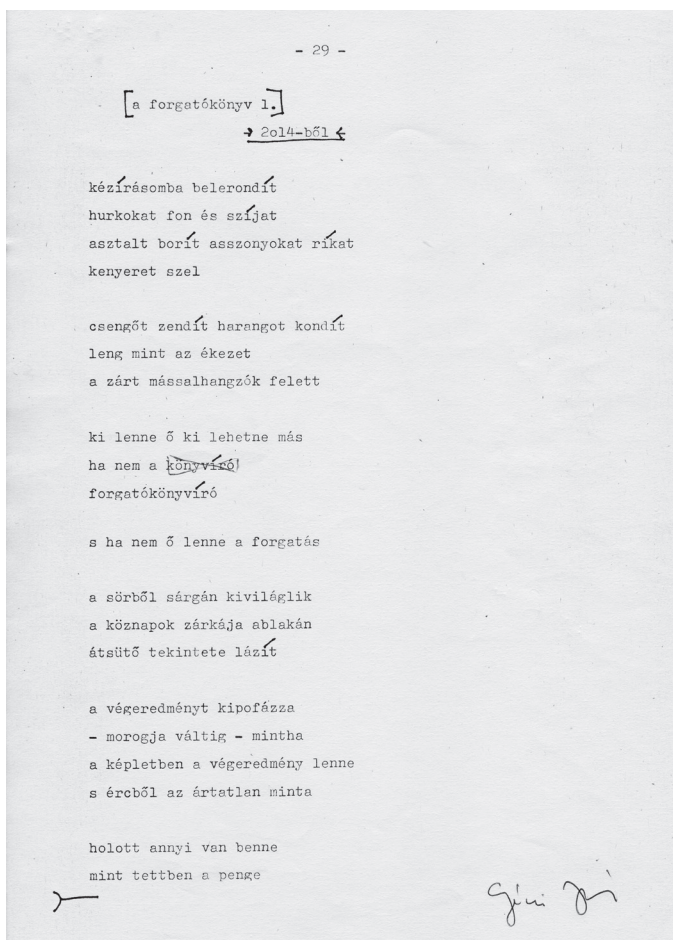 - 29 -
[a forgatókönyv l.]
→ 2ol4-ből ←
kézírásomba belerondít
hurkokat fon és szíjat
asztalt borít asszonyokat ríkat
kenyeret szel
csengőt zendít harangot kondít
leng mint az ékezet
a zárt mássalhangzók felett
ki lenne ő ki lehetne más
ha nem a könyvíró
forgatókönyvíró
s ha nem ő lenne a forgatás
a sörből sárgán kiviláglik
a köznapok zárkája ablakán
átsütő tekintete lázít
a végeredményt kipofázza
- morogja váltig - mintha
a képletben a végeredmény lenne
s ércből az ártatlan minta
holott annyi van benne
mint tettben a penge